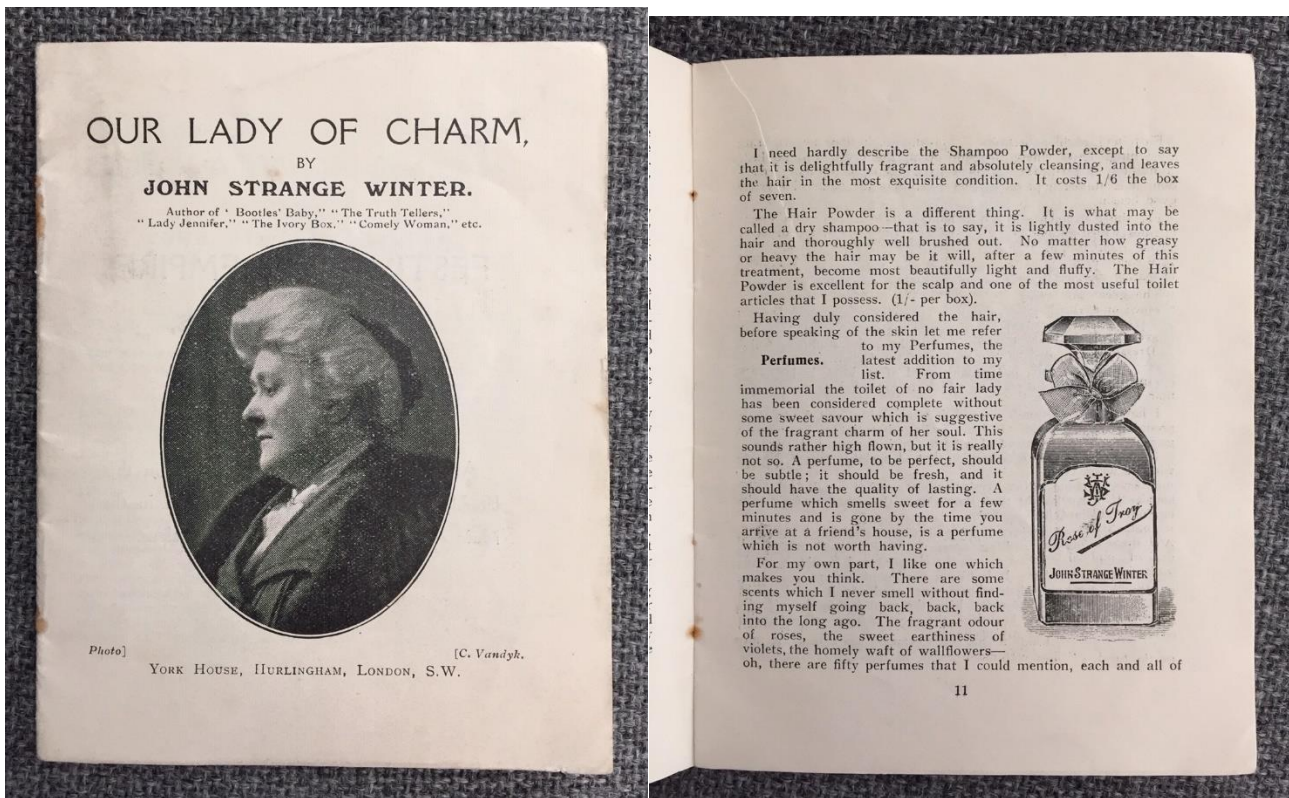 OUR LADY OF CHARM,
BY
JOHN STRANGE WINTER.
Author of ' Bootles' Baby," " The Truth Tellers,"
" Lady Jennifer," " The Ivory Box." " Comely Woman," etc.
Photo]
[C. Vandyk.
YORK HOUSE, HURLINGHAM, LONDON, S.W.
I need hardly describe the Shampoo Powder, except to say
that it is delightfully fragrant and absolutely cleansing, and leaves
the hair in the most exquisite condition. It costs 1/6 the box
of seven.
The Hair Powder is a different thing. It is what may be
called a dry shampoo—that is to say, it is lightly dusted into the
hair and thoroughly well brushed out. No matter how greasy
or heavy the hair may be it will, after a few minutes of this
treatment, become most beautifully light and fluffy. The Hair
Powder is excellent for the scalp and one of the most useful toilet
articles that I possess. (1/- per box).
Having duly considered the hair,
before speaking of the skin let me refer
to my Perfumes, the
Perfumes. latest addition to my
list. From time
immemorial the toilet of no fair lady
has been considered complete without
some sweet savour which is suggestive
of the fragrant charm of her soul. This
sounds rather high flown, but it is really
not so. A perfume, to be perfect, should
be subtle; it should be fresh, and it
should have the quality of lasting. A
perfume which smells sweet for a few
minutes and is gone by the time you
arrive at a friend's house, is a perfume
which is not worth having.
For my own part, I like one which
makes you think. There are some
scents which I never smell without find-
ing myself going back, back, back
into the long ago. The fragrant odour
of roses, the sweet earthiness of
violets, the homely waft of wallflowers—
oh, there are fifty perfumes that I could mention, each and all of
Rose of Troy
JOHN STRANGE WINTER
11